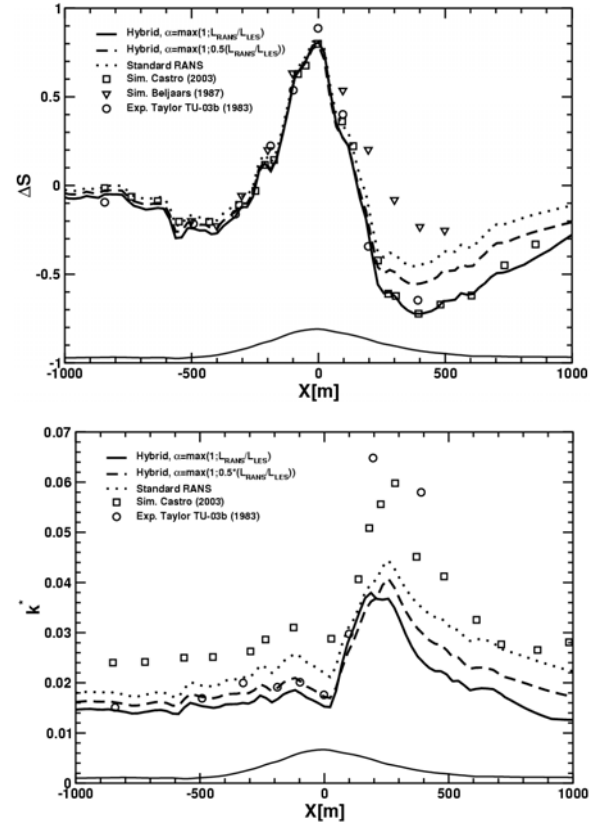 1
Hybrid, α=max(1;L_RANS/L_LES)
Hybrid, α=max(1;0.5(L_RANS/L_LES))
Standard RANS
Sim. Castro (2003)
Sim. Beljaars (1987)
Exp. Taylor TU-03b (1983)
0.5
ΔS
0
-0.5
-1
-1000 -500 0 500 1000
X[m]
0.07
Hybrid, α=max(1;L_RANS/L_LES)
Hybrid, α=max(1;0.5*(L_RANS/L_LES))
Standard RANS
Sim. Castro (2003)
Exp. Taylor TU-03b (1983)
0.06
0.05
0.04
k*
0.03
0.02
0.01
0
-1000 -500 0 500 1000
X[m]